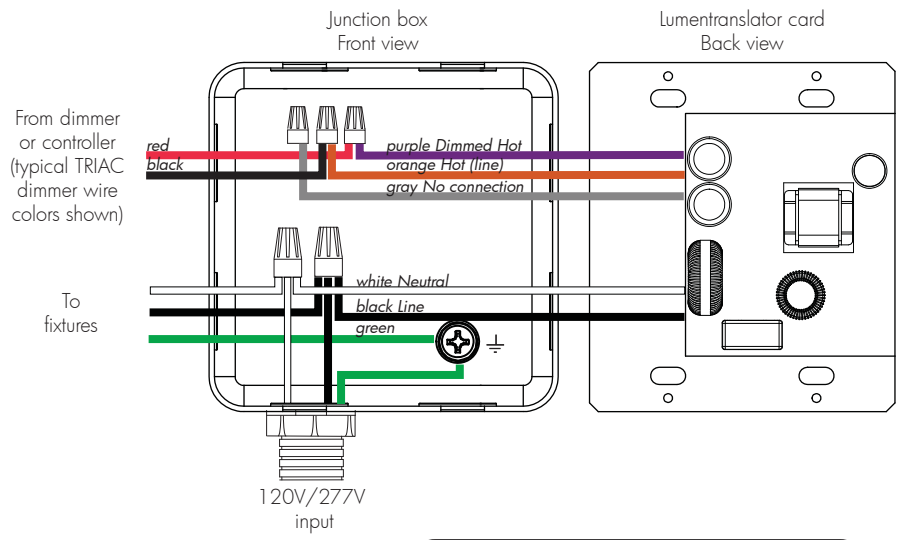 Junction box
Front view
Lumentranslator card
Back view
From dimmer
or controller
(typical TRIAC
dimmer wire
colors shown)
red
black
purple Dimmed Hot
orange Hot (line)
gray No connection
white Neutral
black Line
green
To
fixtures
120V/277V
input